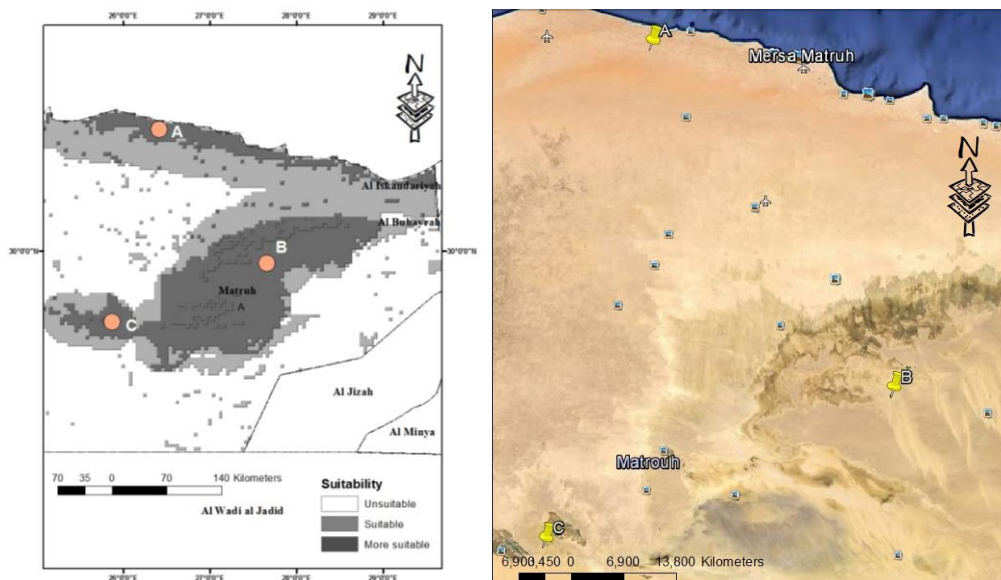 26°0'0"E 27°0'0"E 28°0'0"E 29°0'0"E
N
A
Al Iskandariyah
Al Buhayrah
30°0'0"N 30°0'0"N
B
Matruh
A
C
Al Jizah
Al Minya
70 35 0 70 140 Kilometers
Al Wadi al Jadid
Suitability
Unsuitable
Suitable
More suitable
26°0'0"E 27°0'0"E 28°0'0"E 29°0'0"E
A
Mersa Matruh
N
B
Matrouh
C
6,9003,450 0 6,900 13,800 Kilometers